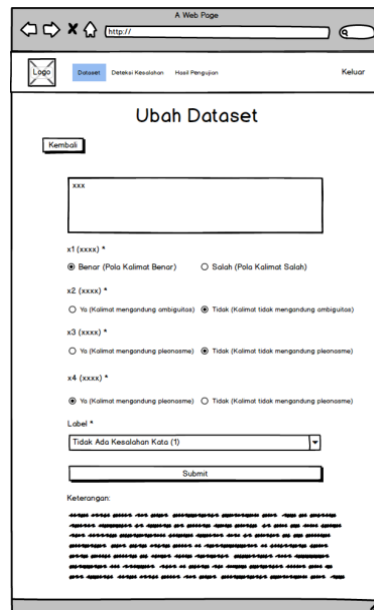 A Web Page
http://
Logo Dataset Deteksi Kesalahan Hasil Pengujian Keluar
Ubah Dataset
Kembali
xxx
x1 (xxxx) *
Benar (Pola Kalimat Benar) Salah (Pola Kalimat Salah)
x2 (xxxx) *
Ya (Kalimat mengandung ambiguitas) Tidak (Kalimat tidak mengandung ambiguitas)
x3 (xxxx) *
Ya (Kalimat mengandung pleonasme) Tidak (Kalimat tidak mengandung pleonasme)
x4 (xxxx) *
Ya (Kalimat mengandung pleonasme) Tidak (Kalimat tidak mengandung pleonasme)
Label *
Tidak Ada Kesalahan Kata (1)
Submit
Keterangan: